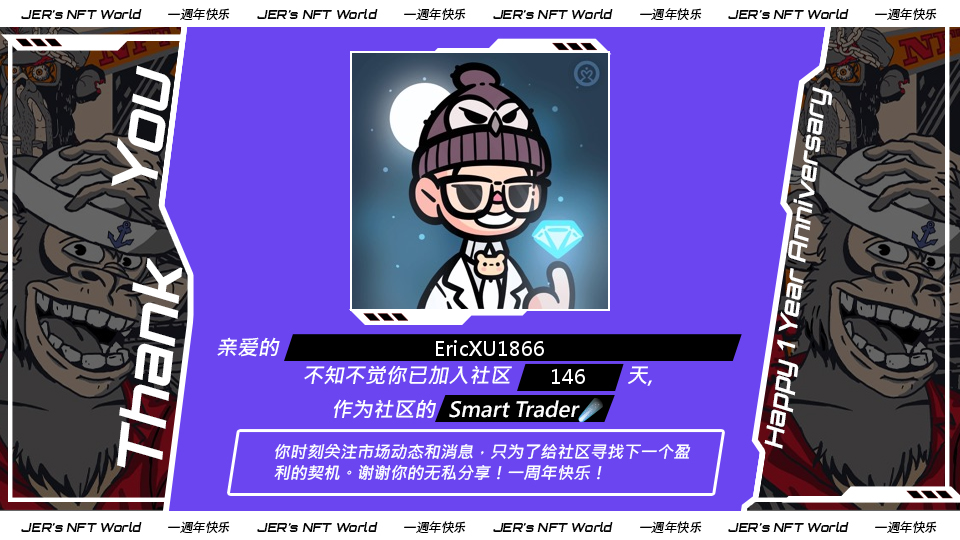 JER's NFT World 一週年快乐 JER's NFT World 一週年快乐 JER's NFT World 一週年快乐 JER's NFT World 一週年快乐
Thank You
亲爱的 EricXU1866
不知不觉你已加入社区 146 天,
作为社区的 Smart Trader☄️
你时刻关注市场动态和消息，只为了给社区寻找下一个盈
利的契机。谢谢你的无私分享！一周年快乐！
Happy 1 Year Anniversary
JER's NFT World 一週年快乐 JER's NFT World 一週年快乐 JER's NFT World 一週年快乐 JER's NFT World 一週年快乐